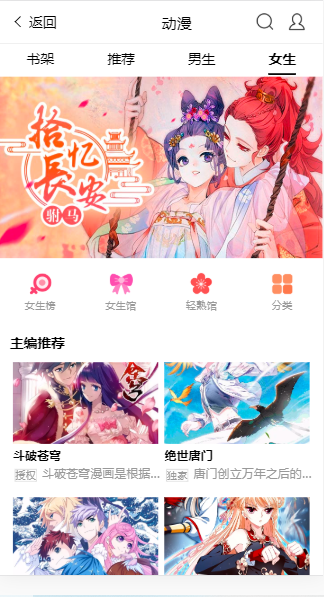 返回
动漫
书架
推荐
男生
女生
拾忆
長安
驸马
女生榜
女生馆
轻熟馆
分类
主编推荐
斗破苍穹
绝世唐门
授权 斗破苍穹漫画是根据...
独家 唐门创立万年之后的...